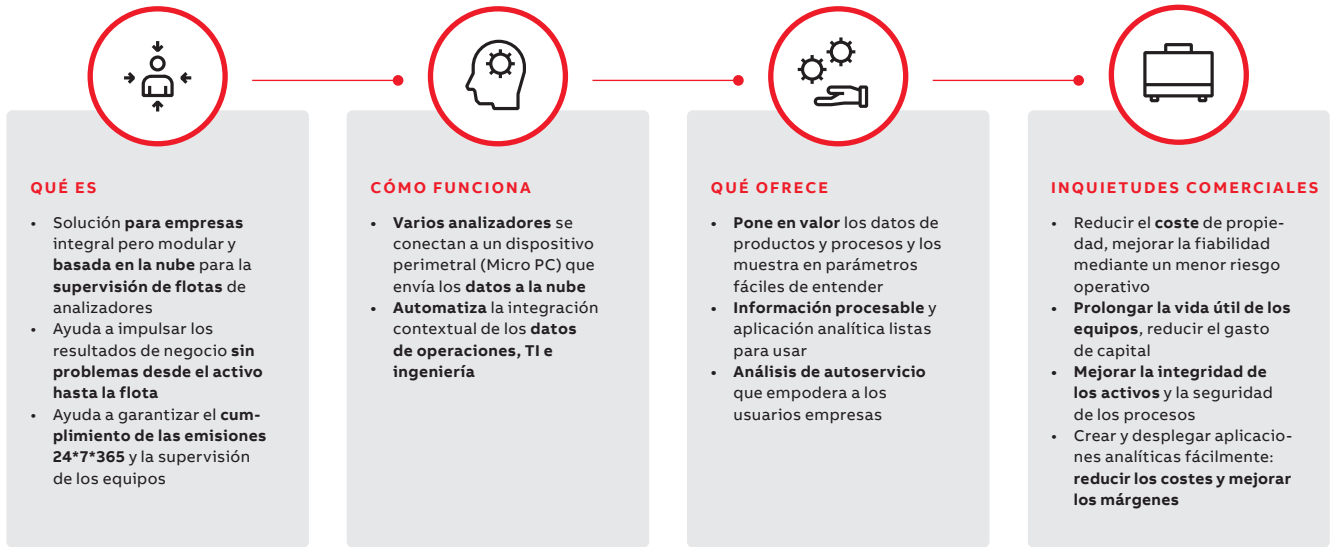 QUÉ ES
• Solución para empresas
integral pero modular y
basada en la nube para la
supervisión de flotas de
analizadores
• Ayuda a impulsar los
resultados de negocio sin
problemas desde el activo
hasta la flota
• Ayuda a garantizar el cum-
plimiento de las emisiones
24*7*365 y la supervisión
de los equipos
CÓMO FUNCIONA
• Varios analizadores se
conectan a un dispositivo
perimetral (Micro PC) que
envía los datos a la nube
• Automatiza la integración
contextual de los datos
de operaciones, TI e
ingeniería
QUÉ OFRECE
• Pone en valor los datos de
productos y procesos y los
muestra en parámetros
fáciles de entender
• Información procesable y
aplicación analítica listas
para usar
• Análisis de autoservicio
que empodera a los
usuarios empresas
INQUIETUDES COMERCIALES
• Reducir el coste de propie-
dad, mejorar la fiabilidad
mediante un menor riesgo
operativo
• Prolongar la vida útil de los
equipos, reducir el gasto
de capital
• Mejorar la integridad de
los activos y la seguridad
de los procesos
• Crear y desplegar aplicacio-
nes analíticas fácilmente:
reducir los costes y mejorar
los márgenes